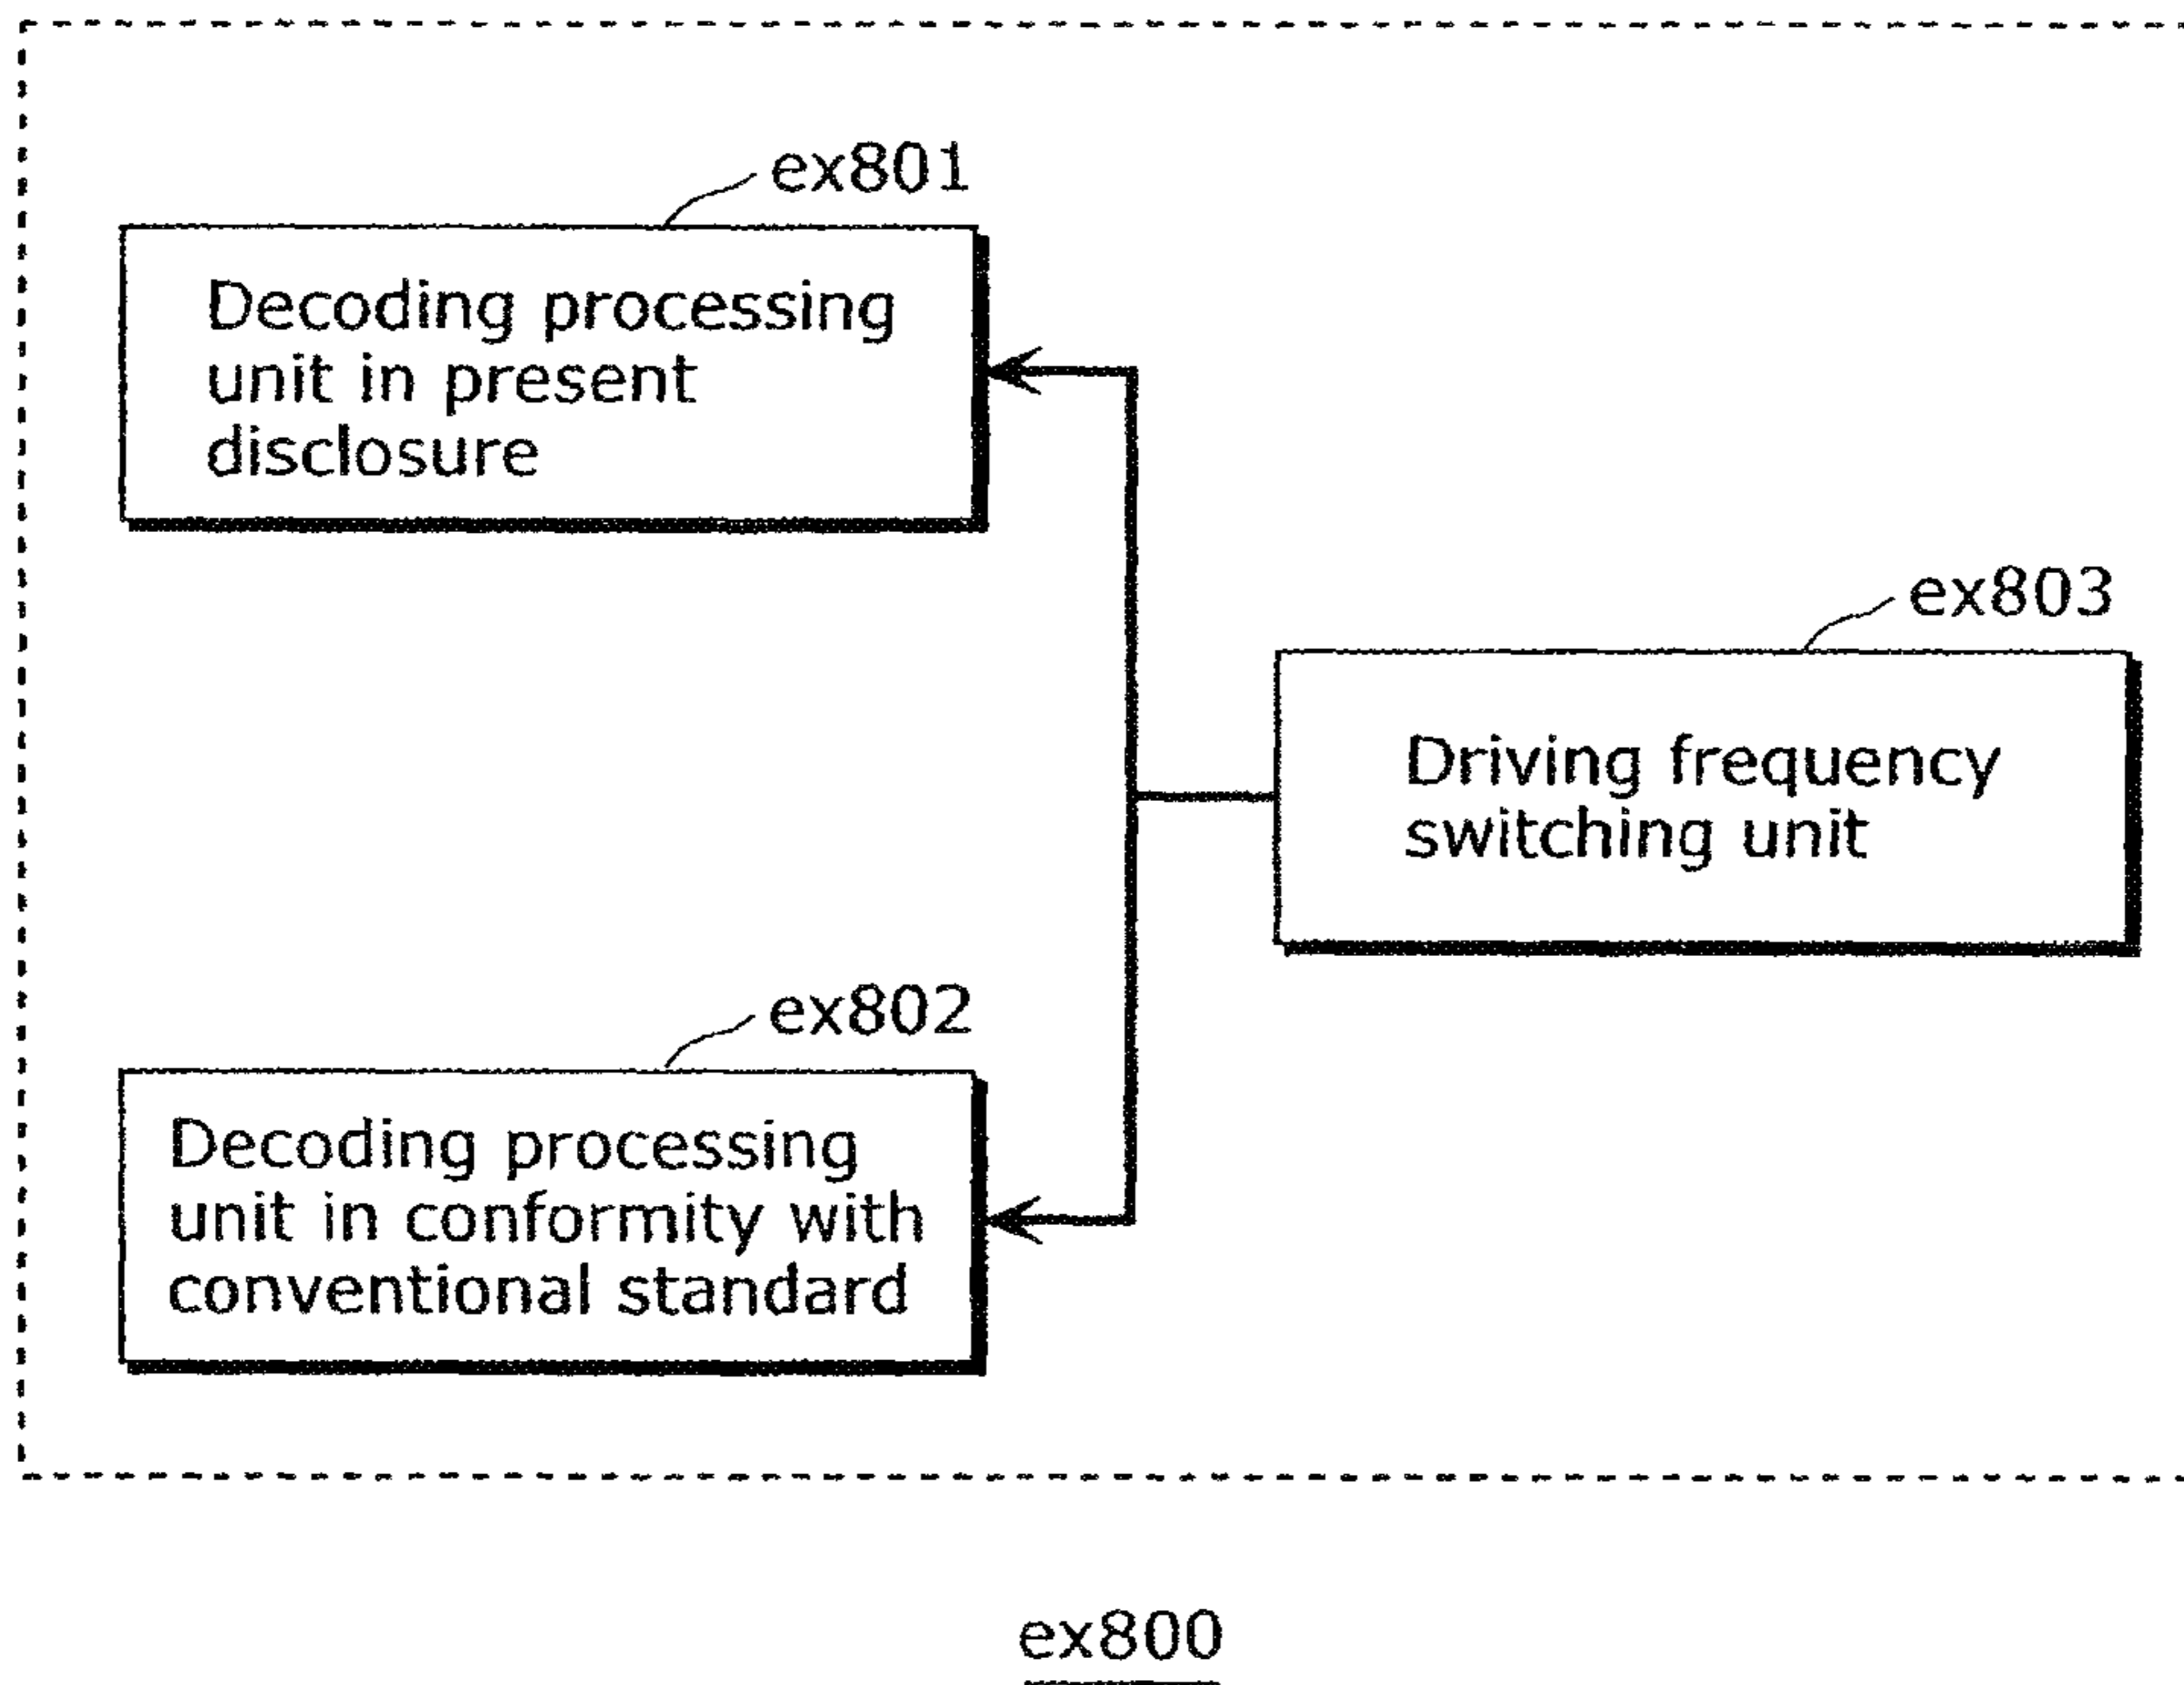 ex801
Decoding processing
unit in present
disclosure
ex803
Driving frequency
switching unit
ex802
Decoding processing
unit in conformity with
conventional standard
ex800